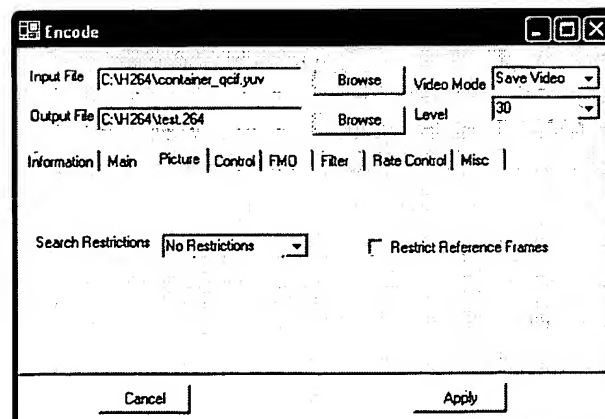 Encode
Input File C:\H264\container_qcif.yuv Browse Video Mode Save Video
Output File C:\H264\test.264 Browse Level 30
Information Main Picture Control FMO Filter Rate Control Misc
Search Restrictions No Restrictions Restrict Reference Frames
Cancel Apply